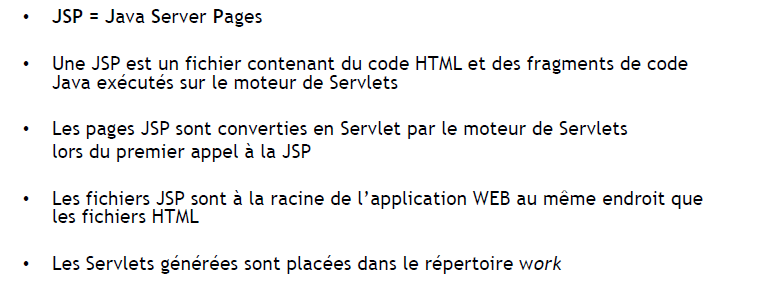 • JSP = Java Server Pages
• Une JSP est un fichier contenant du code HTML et des fragments de code
Java exécutés sur le moteur de Servlets
• Les pages JSP sont converties en Servlet par le moteur de Servlets
lors du premier appel à la JSP
• Les fichiers JSP sont à la racine de l’application WEB au même endroit que
les fichiers HTML
• Les Servlets générées sont placées dans le répertoire work